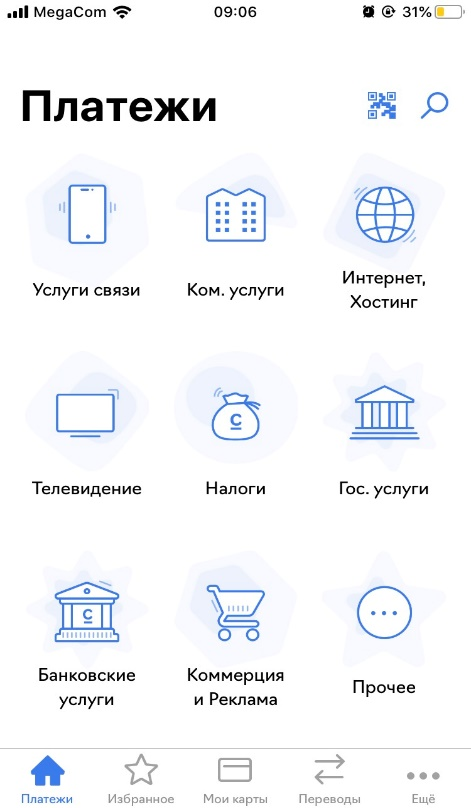 MegaCom 09:06 31%
Платежи
Услуги связи Ком. услуги Интернет,
Хостинг
Телевидение Налоги Гос. услуги
С С
Банковские Коммерция Прочее
услуги и Реклама
Платежи Избранное Мои карты Переводы Ещё